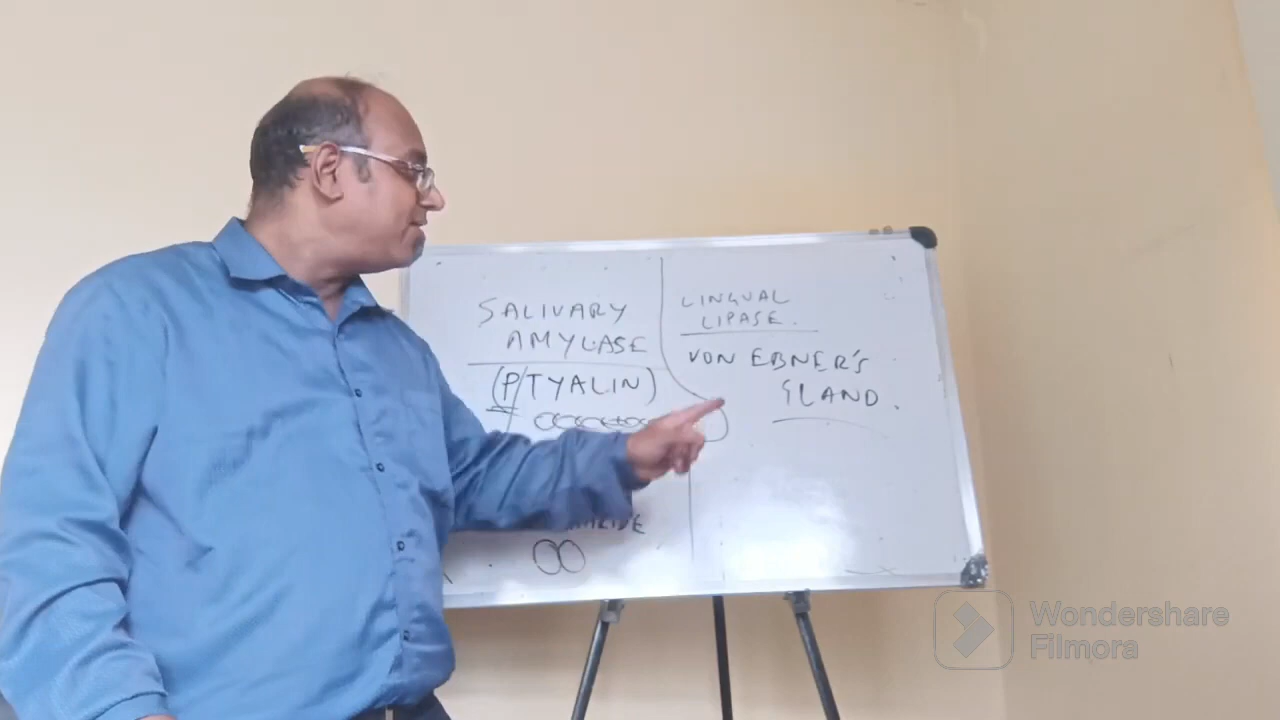 SALIVARY
AMYLASE
(PTYALIN)
LINGUAL
LIPASE.
VON EBNER'S
GLAND.
Wondershare
Filmora